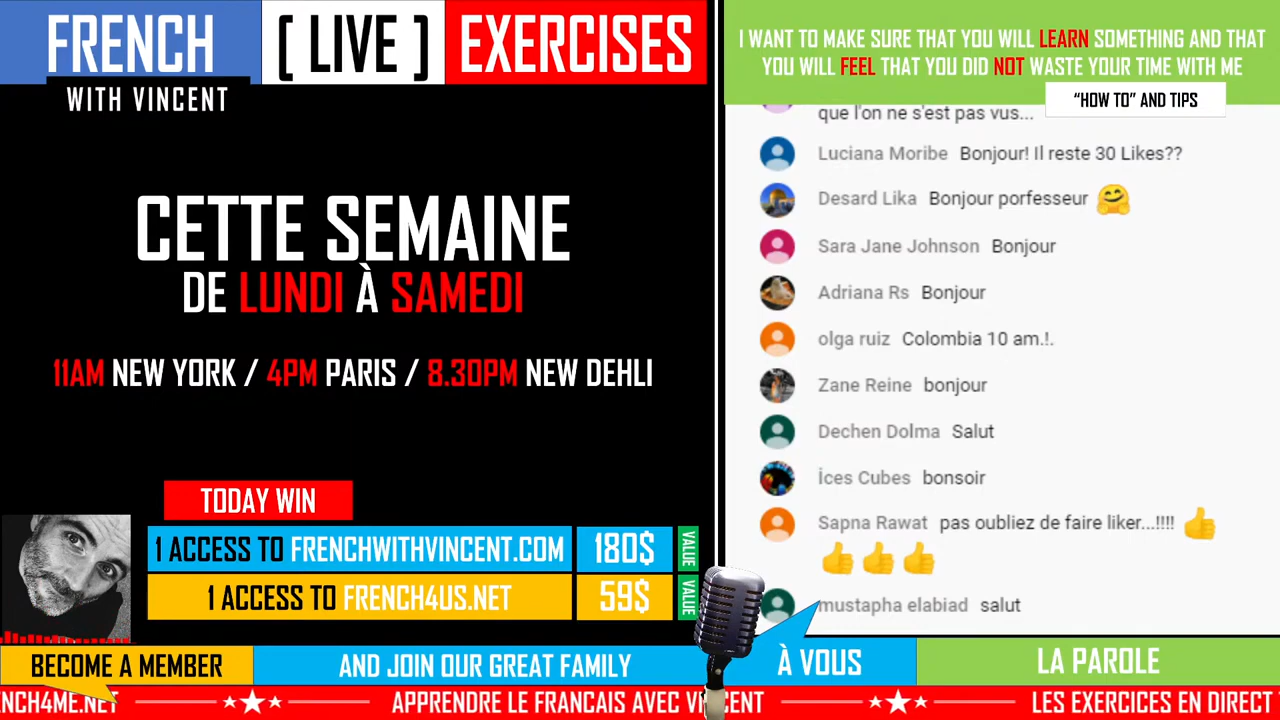 FRENCH
WITH VINCENT
[ LIVE ]
EXERCISES
CETTE SEMAINE
DE LUNDI À SAMEDI
11AM NEW YORK / 4PM PARIS / 8.30PM NEW DEHLI
TODAY WIN
1 ACCESS TO FRENCHWITHVINCENT.COM 180$ VALUE
1 ACCESS TO FRENCH4US.NET 59$ VALUE
I WANT TO MAKE SURE THAT YOU WILL LEARN SOMETHING AND THAT
YOU WILL FEEL THAT YOU DID NOT WASTE YOUR TIME WITH ME
"HOW TO" AND TIPS
que l'on ne s'est pas vus...
Luciana Moribe Bonjour! Il reste 30 Likes??
Desard Lika Bonjour porfesseur
Sara Jane Johnson Bonjour
Adriana Rs Bonjour
olga ruiz Colombia 10 am.!.
Zane Reine bonjour
Dechen Dolma Salut
İces Cubes bonsoir
Sapna Rawat pas oubliez de faire liker...!!!!
mustapha elabiad salut
BECOME A MEMBER AND JOIN OUR GREAT FAMILY À VOUS LA PAROLE
NCH4ME.NET APPRENDRE LE FRANCAIS AVEC VINCENT LES EXERCICES EN DIRECT